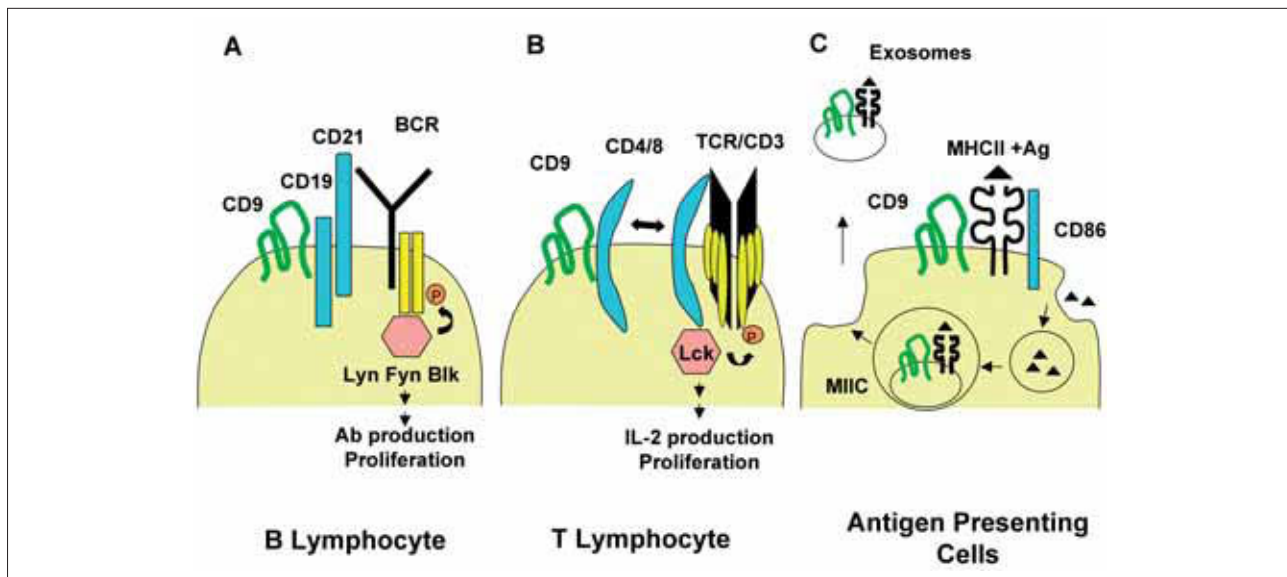 A
CD21
BCR
CD19
CD9
P
Lyn Fyn Blk
Ab production
Proliferation
B Lymphocyte
B
CD4/8
TCR/CD3
CD9
P
Lck
IL-2 production
Proliferation
T Lymphocyte
C
Exosomes
MHCII +Ag
CD9
CD86
MIIC
Antigen Presenting
Cells